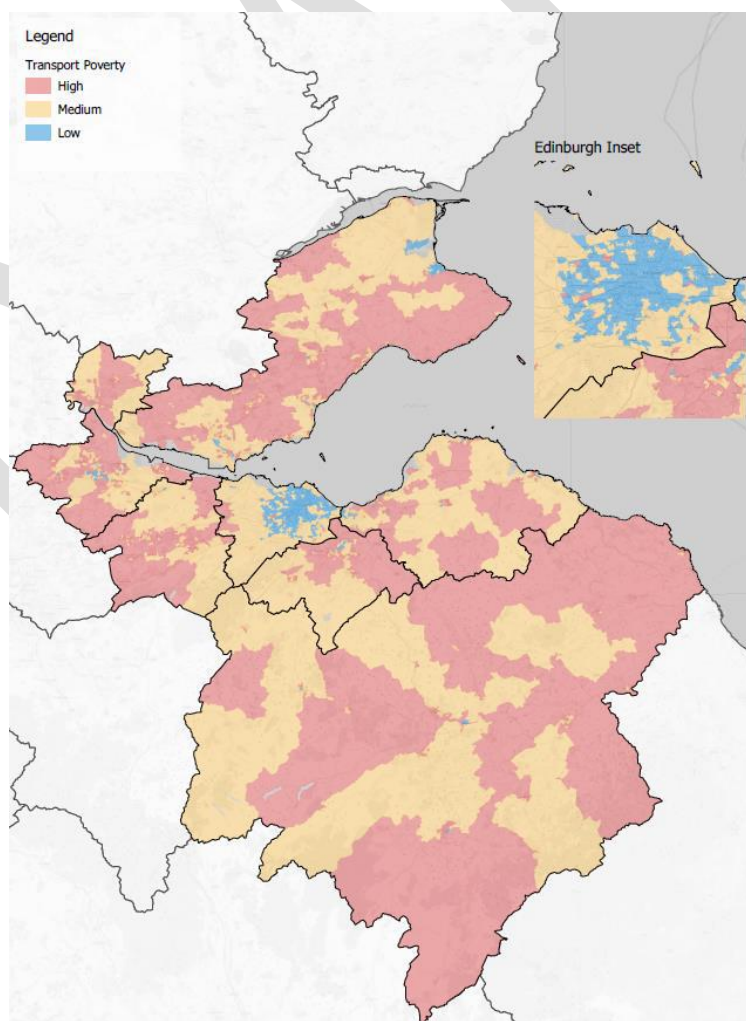 Legend
Transport Poverty
High
Medium
Low
Edinburgh Inset